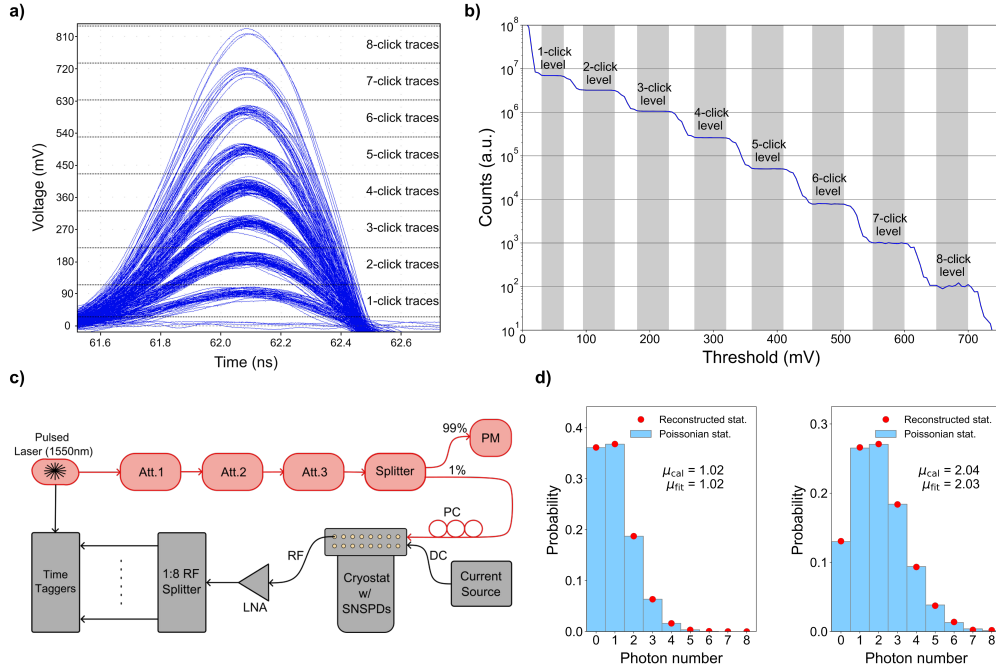 a)
810
720
630
540
450
360
270
180
90
0
Voltage (mV)
8-click traces
7-click traces
6-click traces
5-click traces
4-click traces
3-click traces
2-click traces
1-click traces
61.6
61.8
62.0
62.2
62.4
62.6
Time (ns)
b)
10^8
10^7
10^6
10^5
10^4
10^3
10^2
10^1
Counts (a.u.)
1-click
level
2-click
level
3-click
level
4-click
level
5-click
level
6-click
level
7-click
level
8-click
level
0
100
200
300
400
500
600
700
Threshold (mV)
c)
Pulsed
Laser (1550nm)
Att.1
Att.2
Att.3
Splitter
99%
PM
1%
PC
Time
Taggers
1:8 RF
Splitter
LNA
RF
Cryostat
w/
SNSPDs
DC
Current
Source
d)
0.4
0.3
0.2
0.1
0.0
Probability
Reconstructed stat.
Poissonian stat.
μcal = 1.02
μfit = 1.02
0 1 2 3 4 5 6 7 8
Photon number
0.3
0.2
0.1
0.0
Probability
Reconstructed stat.
Poissonian stat.
μcal = 2.04
μfit = 2.03
0 1 2 3 4 5 6 7 8
Photon number